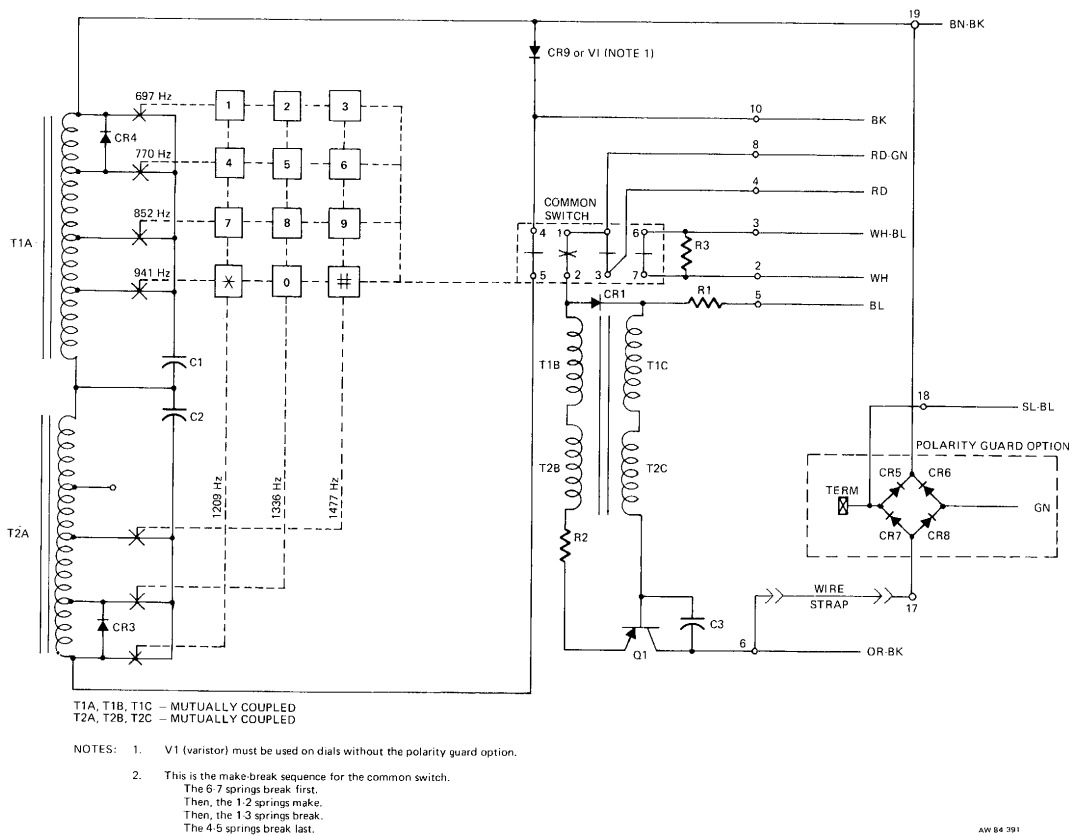 19
BN-BK
CR9 or VI (NOTE 1)
697 Hz
1 2 3
10
BK
CR4
8
RD-GN
770 Hz
4 5 6
4
RD
852 Hz
7 8 9
COMMON
SWITCH
3
WH-BL
T1A
4 1 6
R3
941 Hz
* 0 #
5 2 3 7
2
WH
CR1
R1
5
BL
C1
T1B
T1C
C2
18
SL-BL
POLARITY GUARD OPTION
T2B
T2C
1209 Hz
1336 Hz
1477 Hz
CR5 CR6
TERM
GN
T2A
R2
CR7 CR8
WIRE
STRAP
17
CR3
C3
Q1
6
OR-BK
T1A, T1B, T1C – MUTUALLY COUPLED
T2A, T2B, T2C – MUTUALLY COUPLED
NOTES: 1. V1 (varistor) must be used on dials without the polarity guard option.
2. This is the make-break sequence for the common switch.
The 6-7 springs break first.
Then, the 1-2 springs make.
Then, the 1-3 springs break.
The 4-5 springs break last.
AW 84 391